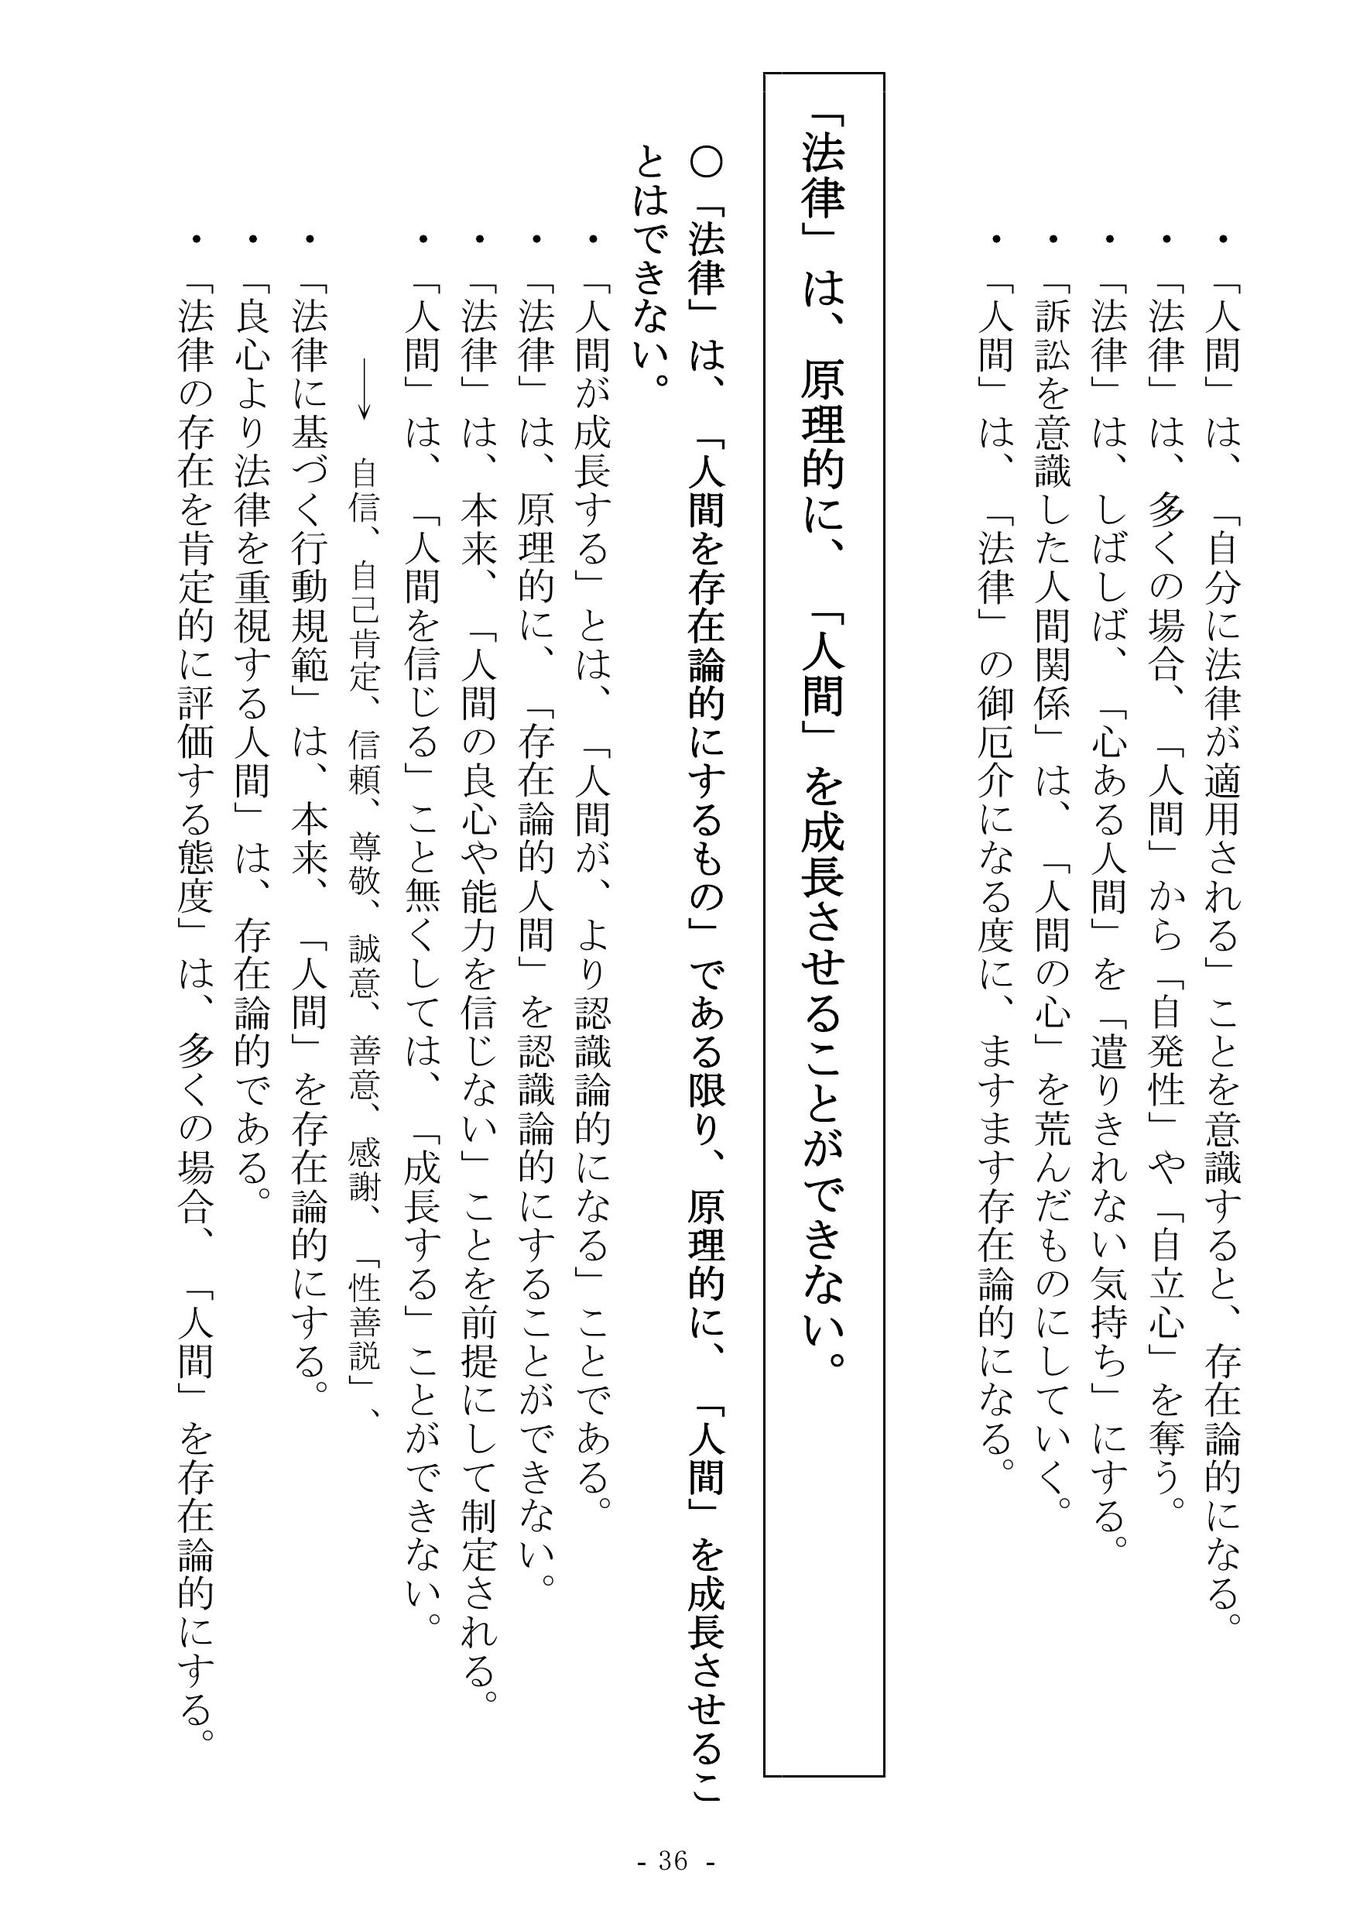 ・「人間」は、「自分に法律が適用される」ことを意識すると、存在論的になる。
・「法律」は、多くの場合、「人間」から「自発性」や「自立心」を奪う。
・「法律」は、しばしば、「心ある人間」を「遣りきれない気持ち」にする。
・「訴訟を意識した人間関係」は、「人間の心」を荒んだものにしていく。
・「人間」は、「法律」の御厄介になる度に、ますます存在論的になる。
「法律」は、原理的に、「人間」を成長させることができない。
〇「法律」は、「人間を存在論的にするもの」である限り、原理的に、「人間」を成長させるこ
とはできない。
・「人間が成長する」とは、「人間が、より認識論的になる」ことである。
・「法律」は、原理的に、「存在論的人間」を認識論的にすることができない。
・「法律」は、本来、「人間の良心や能力を信じない」ことを前提にして制定される。
・「人間」は、「人間を信じる」こと無くしては、「成長する」ことができない。
→ 自信、自己肯定、信頼、尊敬、誠意、善意、感謝、「性善説」、
・「法律に基づく行動規範」は、本来、「人間」を存在論的にする。
・「良心より法律を重視する人間」は、存在論的である。
・「法律の存在を肯定的に評価する態度」は、多くの場合、「人間」を存在論的にする。
- 36 -